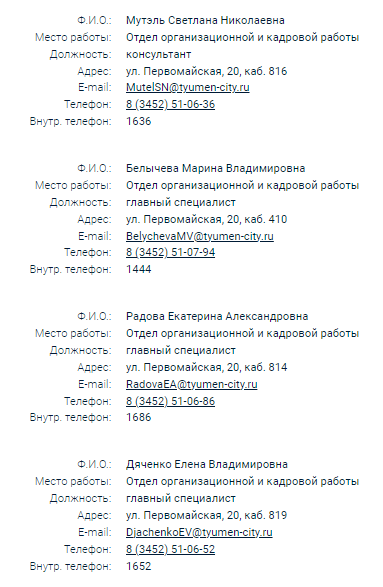 Ф.И.О.: Мутэль Светлана Николаевна
Место работы: Отдел организационной и кадровой работы
Должность: консультант
Адрес: ул. Первомайская, 20, каб. 816
E-mail: MutelSN@tyumen-city.ru
Телефон: 8 (3452) 51-06-36
Внутр. телефон: 1636
Ф.И.О.: Белычева Марина Владимировна
Место работы: Отдел организационной и кадровой работы
Должность: главный специалист
Адрес: ул. Первомайская, 20, каб. 410
E-mail: BelychevaMV@tyumen-city.ru
Телефон: 8 (3452) 51-07-94
Внутр. телефон: 1444
Ф.И.О.: Радова Екатерина Александровна
Место работы: Отдел организационной и кадровой работы
Должность: главный специалист
Адрес: ул. Первомайская, 20, каб. 814
E-mail: RadovaEA@tyumen-city.ru
Телефон: 8 (3452) 51-06-86
Внутр. телефон: 1686
Ф.И.О.: Дяченко Елена Владимировна
Место работы: Отдел организационной и кадровой работы
Должность: главный специалист
Адрес: ул. Первомайская, 20, каб. 819
E-mail: DjachenkoEV@tyumen-city.ru
Телефон: 8 (3452) 51-06-52
Внутр. телефон: 1652